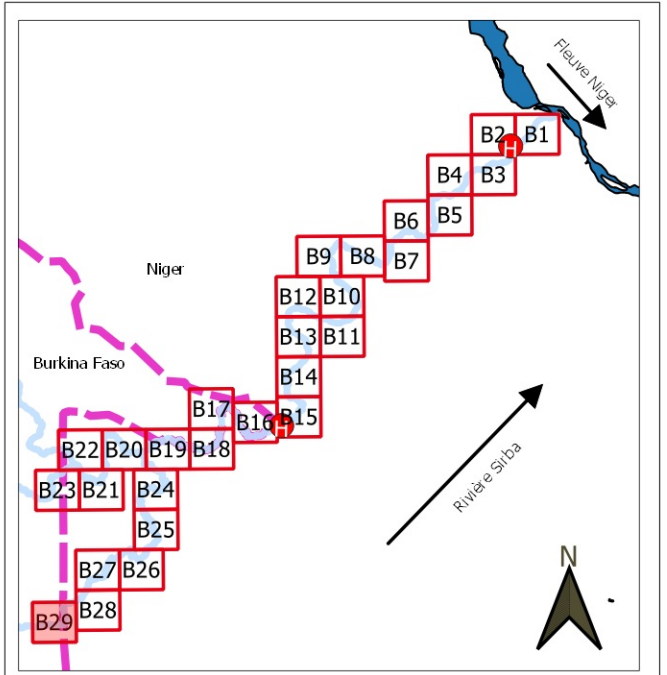 Fleuve Niger
B2 B1
H
B4 B3
B6 B5
B9 B8 B7
Niger
B12 B10
B13 B11
Burkina Faso
B14
B17 B16 B15
H
B22 B20 B19 B18
Rivière Sirba
B23 B21 B24
B25
N
B27 B26
B29 B28